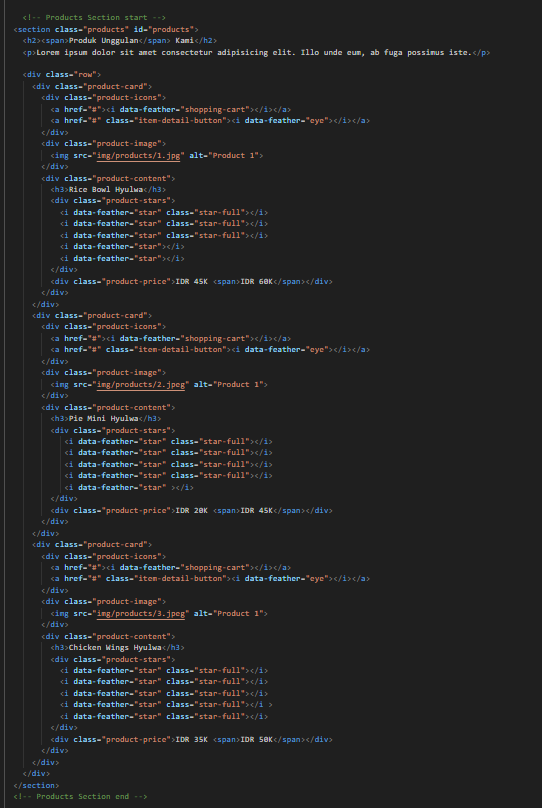 <!-- Products Section start -->
<section class="products" id="products">
<h2><span>Produk Unggulan</span> Kami</h2>
<p>Lorem ipsum dolor sit amet consectetur adipisicing elit. Illo unde eum, ab fuga possimus iste.</p>
<div class="row">
<div class="product-card">
<div class="product-icons">
<a href="#"><i data-feather="shopping-cart"></i></a>
<a href="#" class="item-detail-button"><i data-feather="eye"></i></a>
</div>
<div class="product-image">
<img src="img/products/1.jpg" alt="Product 1">
</div>
<div class="product-content">
<h3>Rice Bowl Hyulwa</h3>
<div class="product-stars">
<i data-feather="star" class="star-full"></i>
<i data-feather="star" class="star-full"></i>
<i data-feather="star" class="star-full"></i>
<i data-feather="star"></i>
<i data-feather="star"></i>
</div>
<div class="product-price">IDR 45K <span>IDR 60K</span></div>
</div>
</div>
<div class="product-card">
<div class="product-icons">
<a href="#"><i data-feather="shopping-cart"></i></a>
<a href="#" class="item-detail-button"><i data-feather="eye"></i></a>
</div>
<div class="product-image">
<img src="img/products/2.jpeg" alt="Product 1">
</div>
<div class="product-content">
<h3>Pie Mini Hyulwa</h3>
<div class="product-stars">
<i data-feather="star" class="star-full"></i>
<i data-feather="star" class="star-full"></i>
<i data-feather="star" class="star-full"></i>
<i data-feather="star" class="star-full"></i>
<i data-feather="star" ></i>
</div>
<div class="product-price">IDR 20K <span>IDR 45K</span></div>
</div>
</div>
<div class="product-card">
<div class="product-icons">
<a href="#"><i data-feather="shopping-cart"></i></a>
<a href="#" class="item-detail-button"><i data-feather="eye"></i></a>
</div>
<div class="product-image">
<img src="img/products/3.jpeg" alt="Product 1">
</div>
<div class="product-content">
<h3>Chicken Wings Hyulwa</h3>
<div class="product-stars">
<i data-feather="star" class="star-full"></i>
<i data-feather="star" class="star-full"></i>
<i data-feather="star" class="star-full"></i>
<i data-feather="star" class="star-full"></i >
<i data-feather="star" class="star-full"></i>
</div>
<div class="product-price">IDR 35K <span>IDR 50K</span></div>
</div>
</div>
</div>
</section>
<!-- Products Section end -->